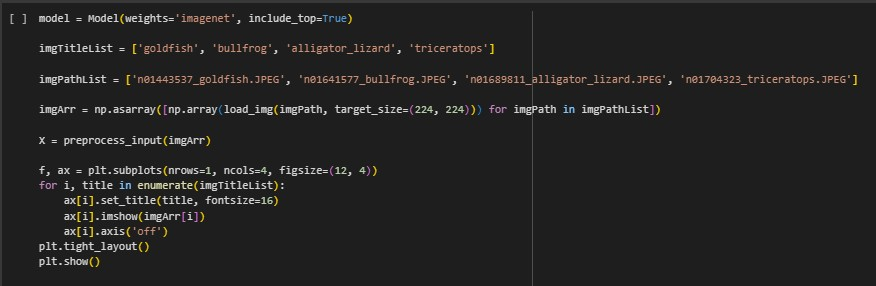 [ ] model = Model(weights='imagenet', include_top=True)
imgTitleList = ['goldfish', 'bullfrog', 'alligator_lizard', 'triceratops']
imgPathList = ['n01443537_goldfish.JPEG', 'n01641577_bullfrog.JPEG', 'n01689811_alligator_lizard.JPEG', 'n01704323_triceratops.JPEG']
imgArr = np.asarray([np.array(load_img(imgPath, target_size=(224, 224))) for imgPath in imgPathList])
X = preprocess_input(imgArr)
f, ax = plt.subplots(nrows=1, ncols=4, figsize=(12, 4))
for i, title in enumerate(imgTitleList):
    ax[i].set_title(title, fontsize=16)
    ax[i].imshow(imgArr[i])
    ax[i].axis('off')
plt.tight_layout()
plt.show()